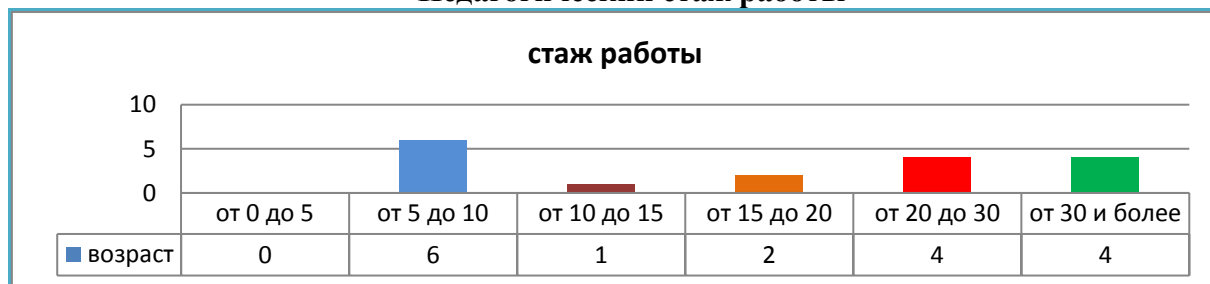 стаж работы
10
5
0
от 0 до 5 от 5 до 10 от 10 до 15 от 15 до 20 от 20 до 30 от 30 и более
возраст 0 6 1 2 4 4